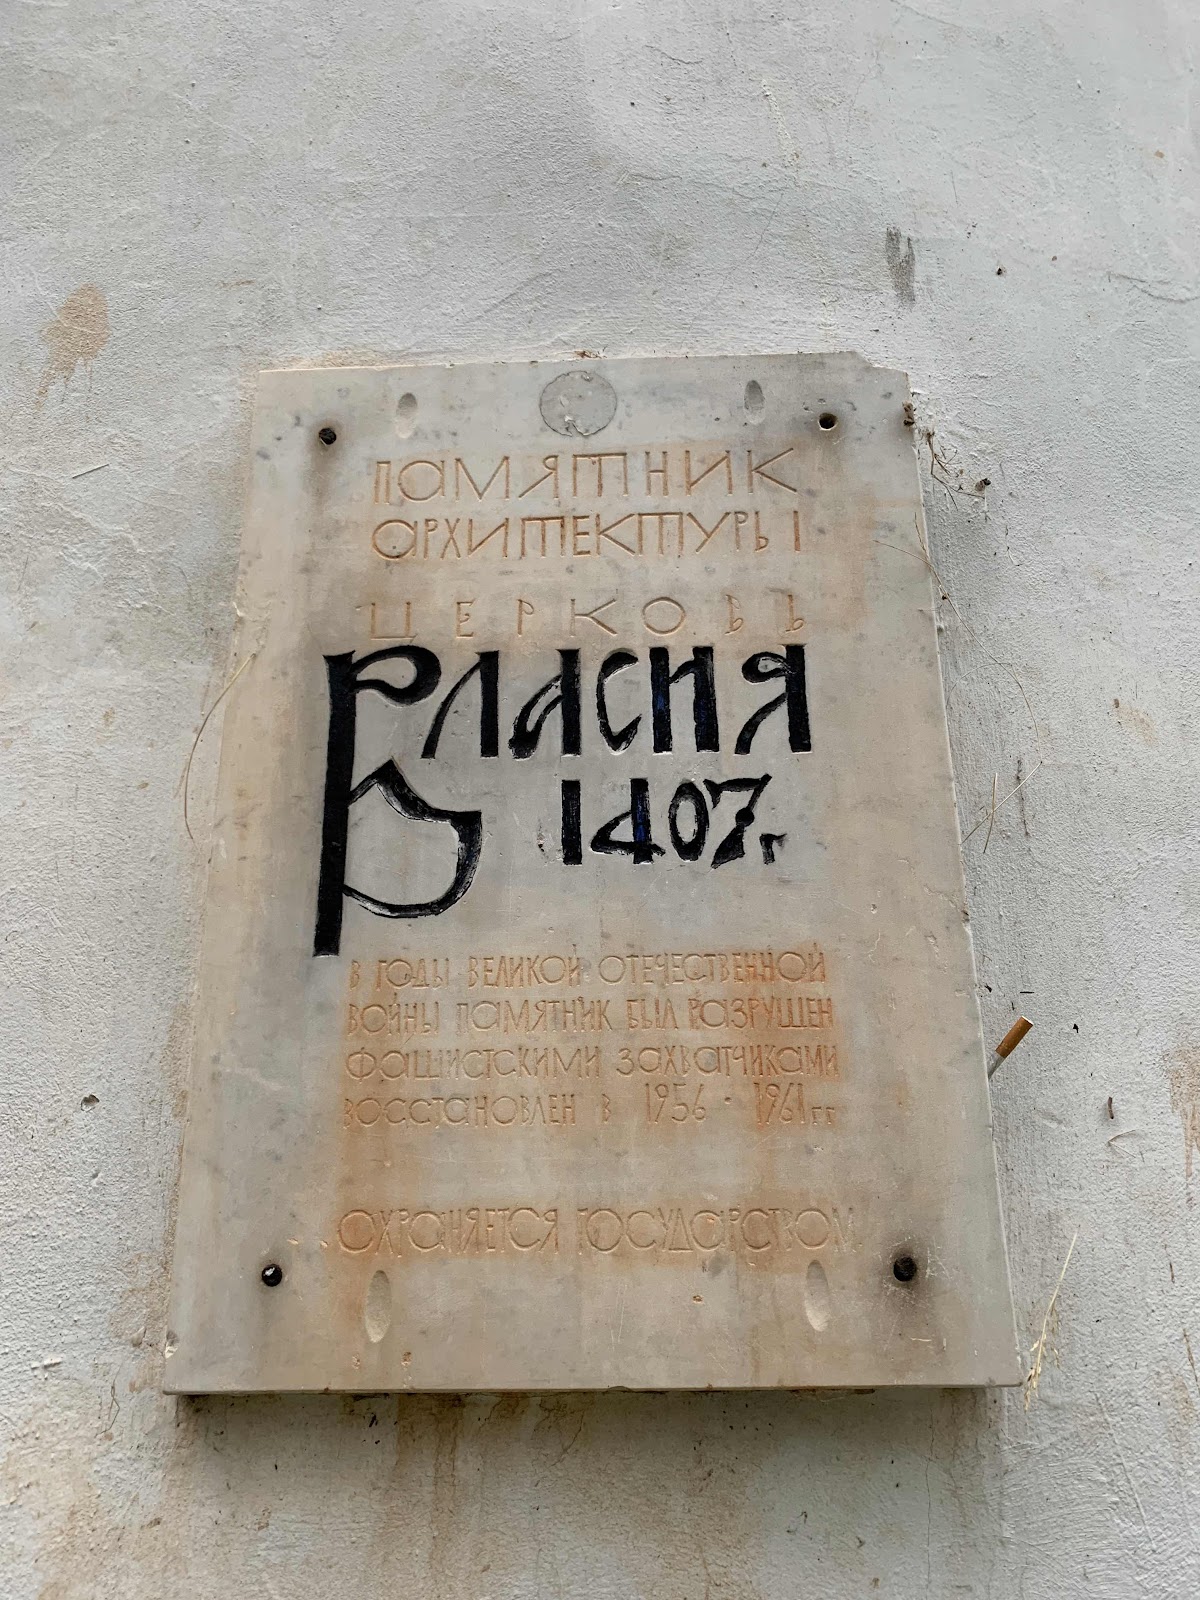 ПАМЯТНИК
АРХИТЕКТУРЫ
ЦЕРКОВЬ
ВЛАСИЯ
1407г
В ГОДЫ ВЕЛИКОЙ ОТЕЧЕСТВЕННОЙ
ВОЙНЫ ПАМЯТНИК БЫЛ РАЗРУШЕН
ФАШИСТСКИМИ ЗАХВАТЧИКАМИ
ВОССТАНОВЛЕН В 1956 - 1961 гг
ОХРАНЯЕТСЯ ГОСУДАРСТВОМ